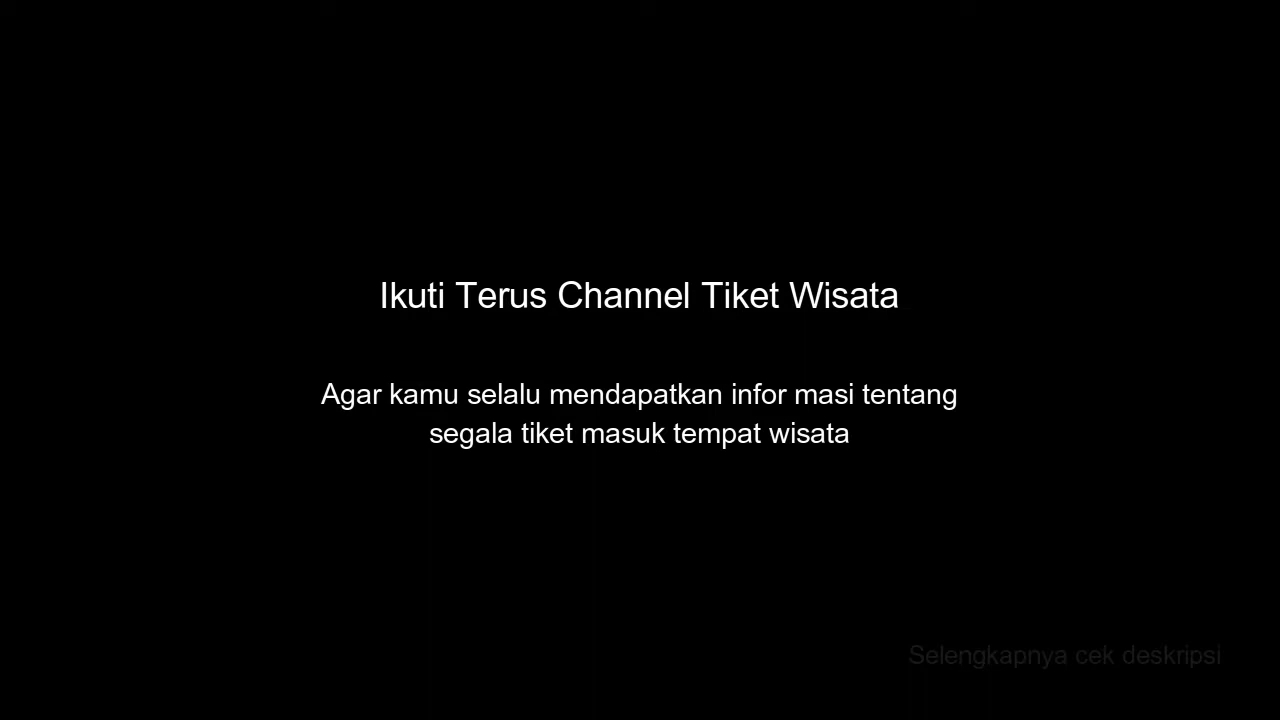 Ikuti Terus Channel Tiket Wisata
Agar kamu selalu mendapatkan infor masi tentang
segala tiket masuk tempat wisata
Selengkapnya cek deskripsi